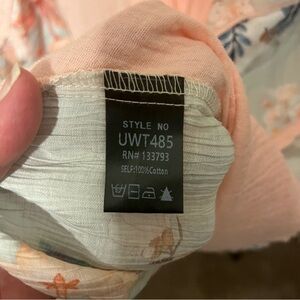 STYLE NO
UWT485
RN# 133793
SELF:100%Cotton